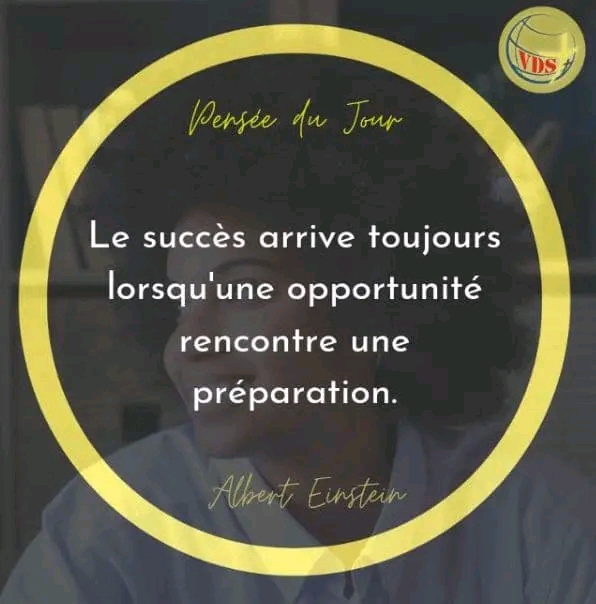 VDS
Pensée du Jour
Le succès arrive toujours
lorsqu'une opportunité
rencontre une
préparation.
Albert Einstein